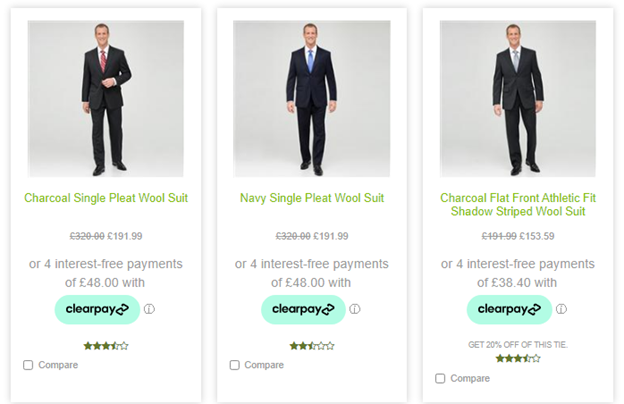 Charcoal Single Pleat Wool Suit
£320.00 £191.99
or 4 interest-free payments
of £48.00 with
clearpay
Compare
Navy Single Pleat Wool Suit
£320.00 £191.99
or 4 interest-free payments
of £48.00 with
clearpay
Compare
Charcoal Flat Front Athletic Fit
Shadow Striped Wool Suit
£191.99 £153.59
or 4 interest-free payments
of £38.40 with
clearpay
GET 20% OFF OF THIS TIE.
Compare